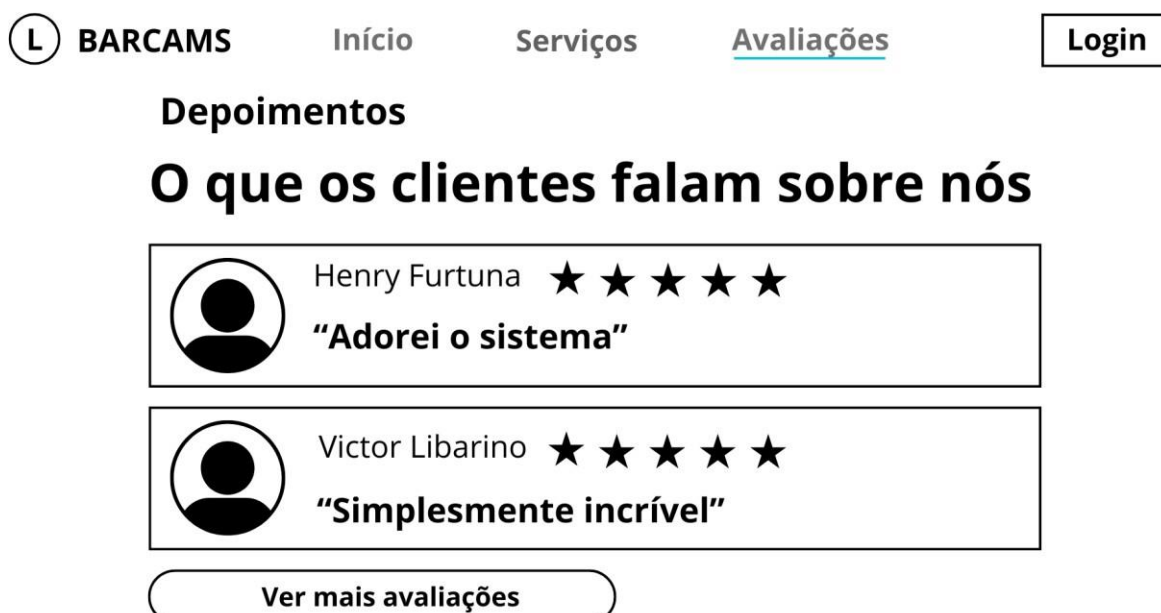 L BARCAMS Início Serviços Avaliações Login
Depoimentos
O que os clientes falam sobre nós
Henry Furtuna ★ ★ ★ ★ ★
“Adorei o sistema”
Victor Libarino ★ ★ ★ ★ ★
“Simplesmente incrível”
Ver mais avaliações